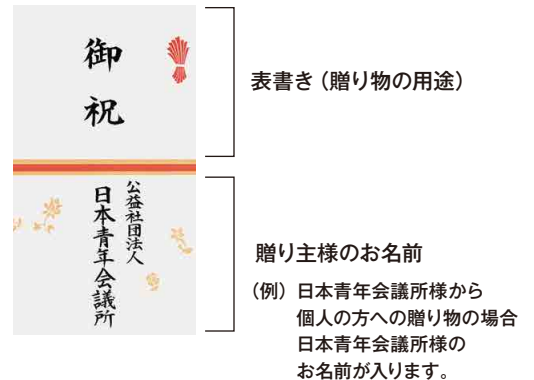 御祝
公益社団法人
日本青年会議所
表書き（贈り物の用途）
贈り主様のお名前
（例）日本青年会議所様から
個人の方への贈り物の場合
日本青年会議所様の
お名前が入ります。